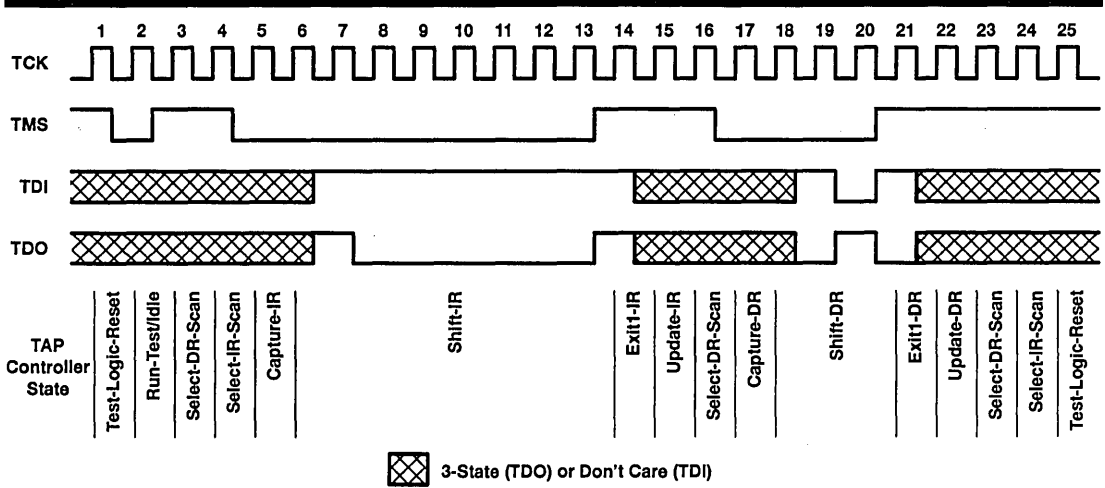 1 2 3 4 5 6 7 8 9 10 11 12 13 14 15 16 17 18 19 20 21 22 23 24 25
TCK
TMS
TDI
TDO
TAP
Controller
State
Test-Logic-Reset
Run-Test/Idle
Select-DR-Scan
Select-IR-Scan
Capture-IR
Shift-IR
Exit1-IR
Update-IR
Select-DR-Scan
Capture-DR
Shift-DR
Exit1-DR
Update-DR
Select-DR-Scan
Select-IR-Scan
Test-Logic-Reset
3-State (TDO) or Don't Care (TDI)